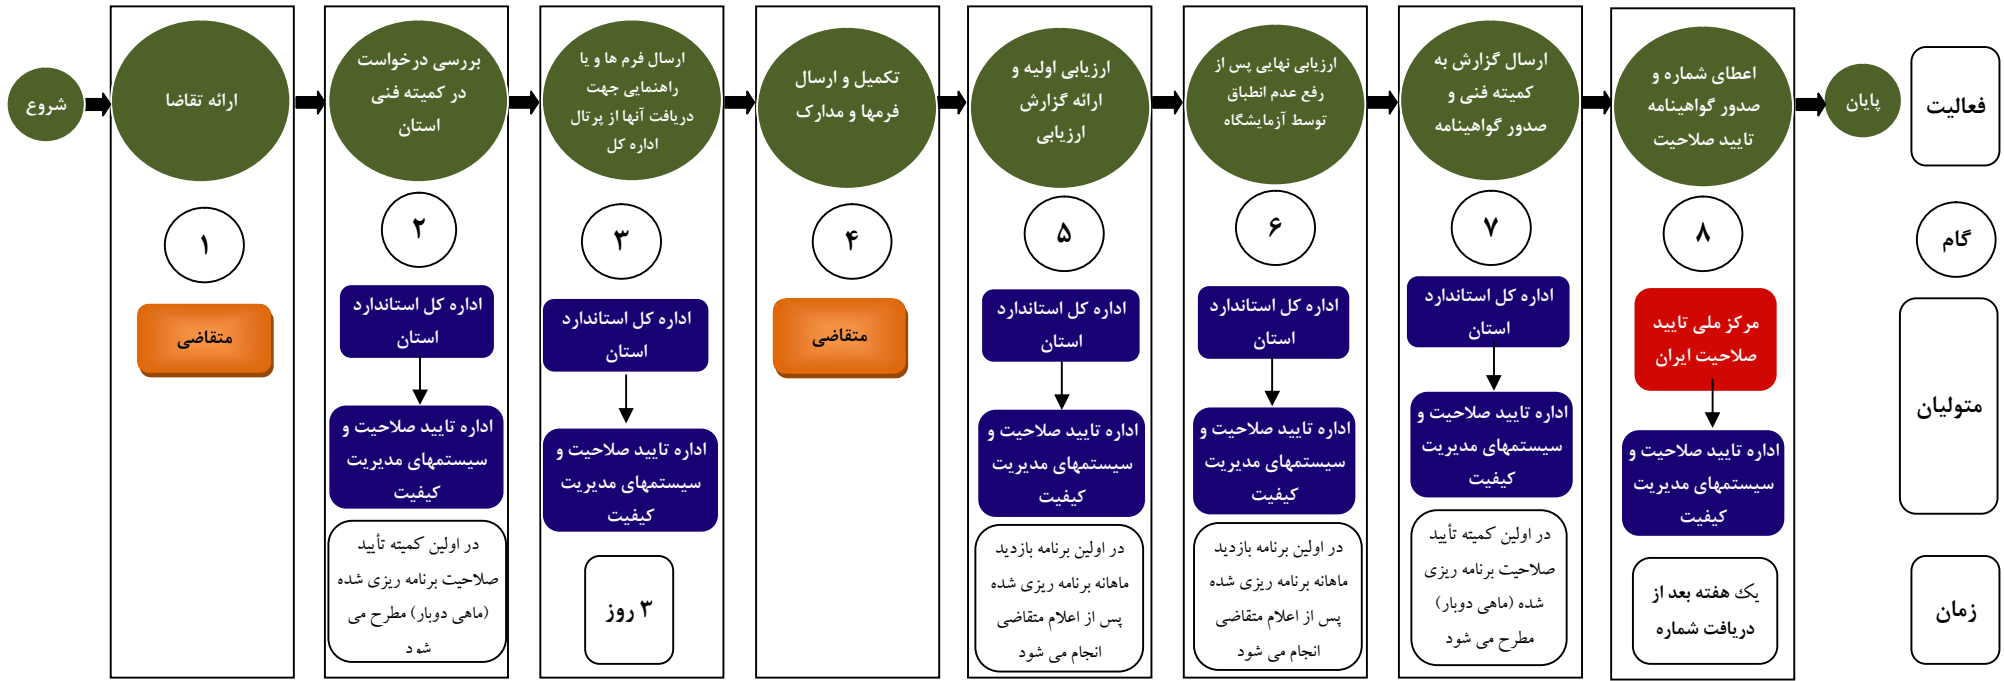 شروع
ارائه تقاضا
۱
متقاضی
بررسی درخواست
در کمیته فنی
استان
۲
اداره کل استاندارد
استان
اداره تایید صلاحیت و
سیستمهای مدیریت
کیفیت
در اولین کمیته تأیید
صلاحیت برنامه ریزی شده
(ماهی دوبار) مطرح می
شود
ارسال فرم ها و یا
راهنمایی جهت
دریافت آنها از پرتال
اداره کل
۳
اداره کل استاندارد
استان
اداره تایید صلاحیت و
سیستمهای مدیریت
کیفیت
۳ روز
تکمیل و ارسال
فرمها و مدارک
۴
متقاضی
ارزیابی اولیه و
ارائه گزارش
ارزیابی
۵
اداره کل استاندارد
استان
اداره تایید صلاحیت و
سیستمهای مدیریت
کیفیت
در اولین برنامه بازدید
ماهانه برنامه ریزی شده
پس از اعلام متقاضی
انجام می شود
ارزیابی نهایی پس از
رفع عدم انطباق
توسط آزمایشگاه
۶
اداره کل استاندارد
استان
اداره تایید صلاحیت و
سیستمهای مدیریت
کیفیت
در اولین برنامه بازدید
ماهانه برنامه ریزی شده
پس از اعلام متقاضی
انجام می شود
ارسال گزارش به
کمیته فنی و
صدور گواهینامه
۷
اداره کل استاندارد
استان
اداره تایید صلاحیت و
سیستمهای مدیریت
کیفیت
در اولین کمیته تأیید
صلاحیت برنامه ریزی
شده (ماهی دوبار)
مطرح می شود
اعطای شماره و
صدور گواهینامه
تایید صلاحیت
۸
مرکز ملی تایید
صلاحیت ایران
اداره تایید صلاحیت و
سیستمهای مدیریت
کیفیت
یک هفته بعد از
دریافت شماره
پایان
فعالیت
گام
متولیان
زمان